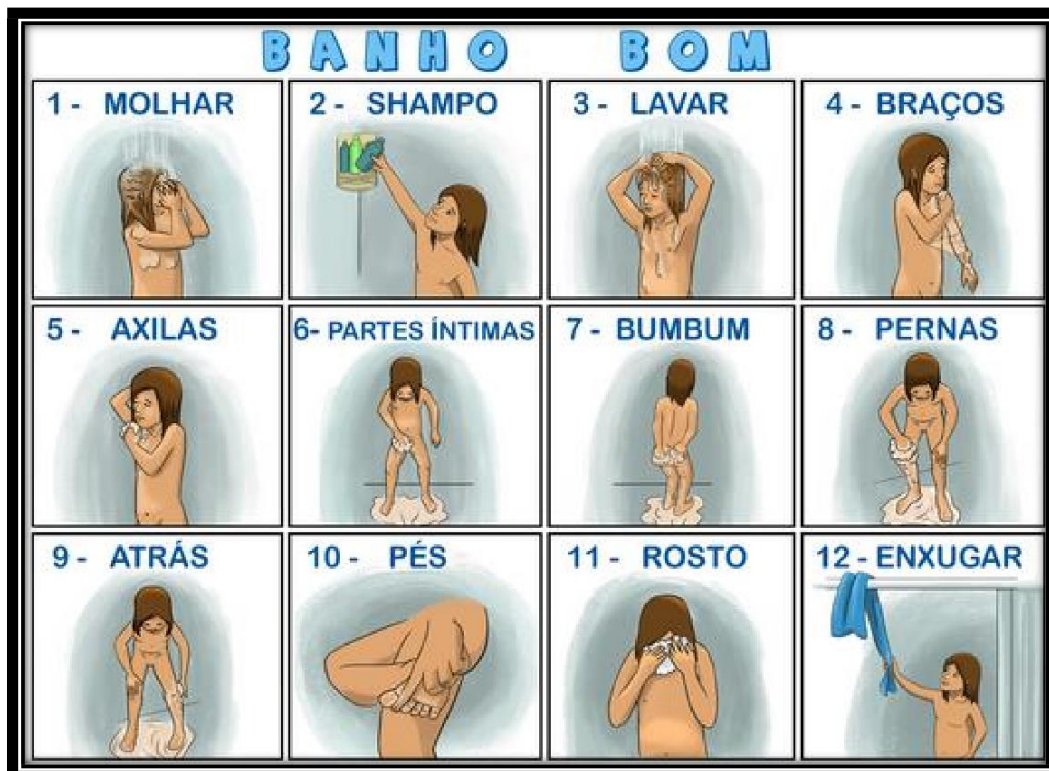 BANHO BOM
1 - MOLHAR
2 - SHAMPO
3 - LAVAR
4 - BRAÇOS
5 - AXILAS
6- PARTES ÍNTIMAS
7 - BUMBUM
8 - PERNAS
9 - ATRÁS
10 - PÉS
11 - ROSTO
12 - ENXUGAR